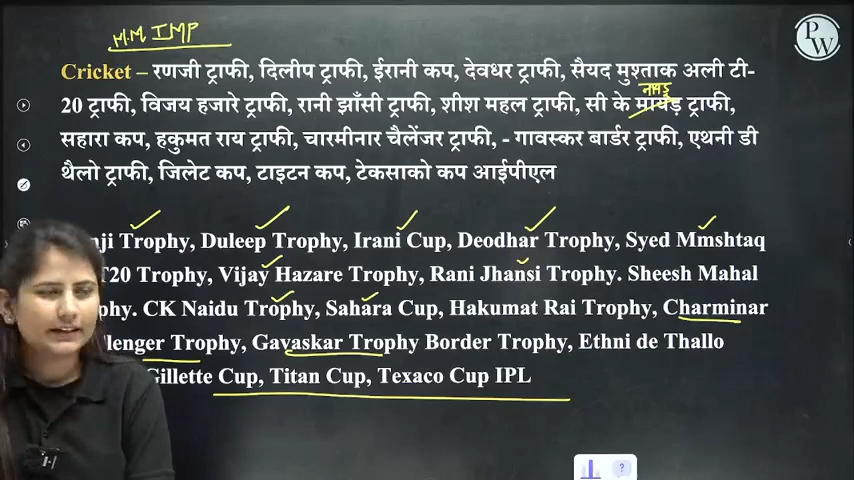 M.M IMP
PW
Cricket – रणजी ट्राफी, दिलीप ट्राफी, ईरानी कप, देवधर ट्राफी, सैयद मुश्ताक अली टी-
20 ट्राफी, विजय हजारे ट्राफी, रानी झाँसी ट्राफी, शीश महल ट्राफी, सी के मायड़ ट्राफी,
नायडू
सहारा कप, हकुमत राय ट्राफी, चारमीनार चैलेंजर ट्राफी, - गावस्कर बार्डर ट्राफी, एथनी डी
थैलो ट्राफी, जिलेट कप, टाइटन कप, टेकसाको कप आईपीएल
nji Trophy, Duleep Trophy, Irani Cup, Deodhar Trophy, Syed Mmshtaq
T20 Trophy, Vijay Hazare Trophy, Rani Jhansi Trophy. Sheesh Mahal
phy. CK Naidu Trophy, Sahara Cup, Hakumat Rai Trophy, Charminar
llenger Trophy, Gavaskar Trophy Border Trophy, Ethni de Thallo
Gillette Cup, Titan Cup, Texaco Cup IPL